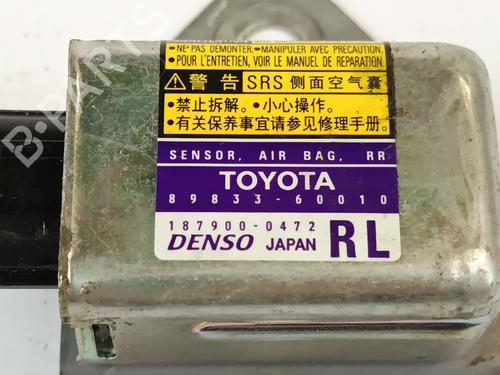 •NE PAS DEMONTER. •MANIPULER AVEC PRECAUTION.
•POUR L'ENTRETIEN, VOIR LE MANUEL DE REPARATION.
警告 SRS 侧面空气囊
•禁止拆解。•小心操作。
•有关保养事宜请参见修理手册。
SENSOR, AIR BAG, RR
TOYOTA
89833-60010
187900-0472
DENSO JAPAN RL
B-PARTS